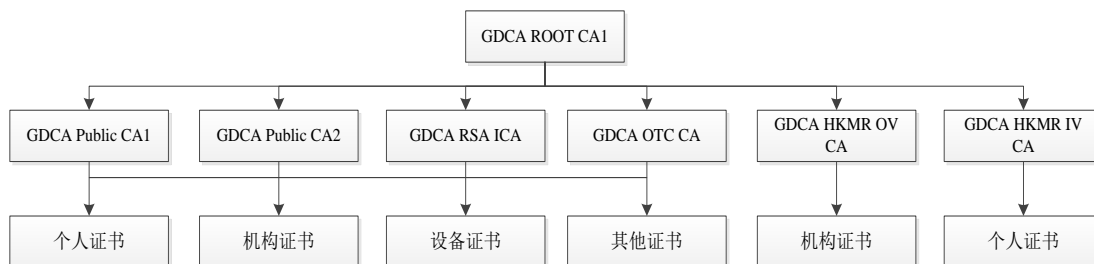 GDCA ROOT CA1
GDCA Public CA1
GDCA Public CA2
GDCA RSA ICA
GDCA OTC CA
GDCA HKMR OV
CA
GDCA HKMR IV
CA
个人证书
机构证书
设备证书
其他证书
机构证书
个人证书